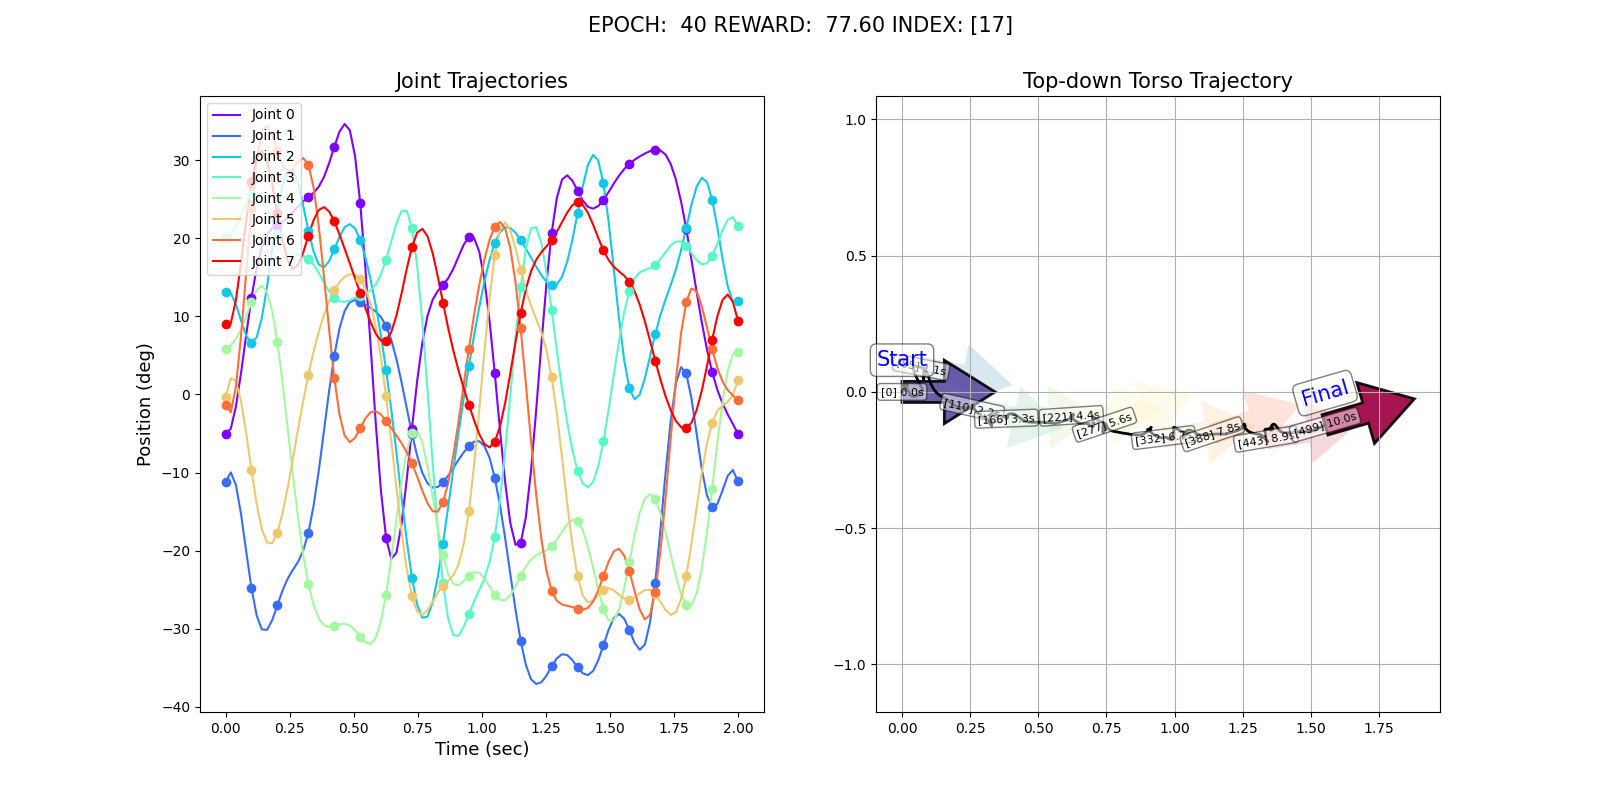 EPOCH:  40 REWARD:  77.60 INDEX: [17]
Joint Trajectories
Position (deg)
30
20
10
0
−10
−20
−30
−40
Joint 0
Joint 1
Joint 2
Joint 3
Joint 4
Joint 5
Joint 6
Joint 7
0.00 0.25 0.50 0.75 1.00 1.25 1.50 1.75 2.00
Time (sec)
Top-down Torso Trajectory
1.0
0.5
0.0
−0.5
−1.0
Start
[0] 0.0s
[110]
[166] 3.3s
[221] 4.4s
[277] 5.6s
[332]
[388] 7.8s
[443] 8.9s
[499] 10.0s
Final
0.00 0.25 0.50 0.75 1.00 1.25 1.50 1.75